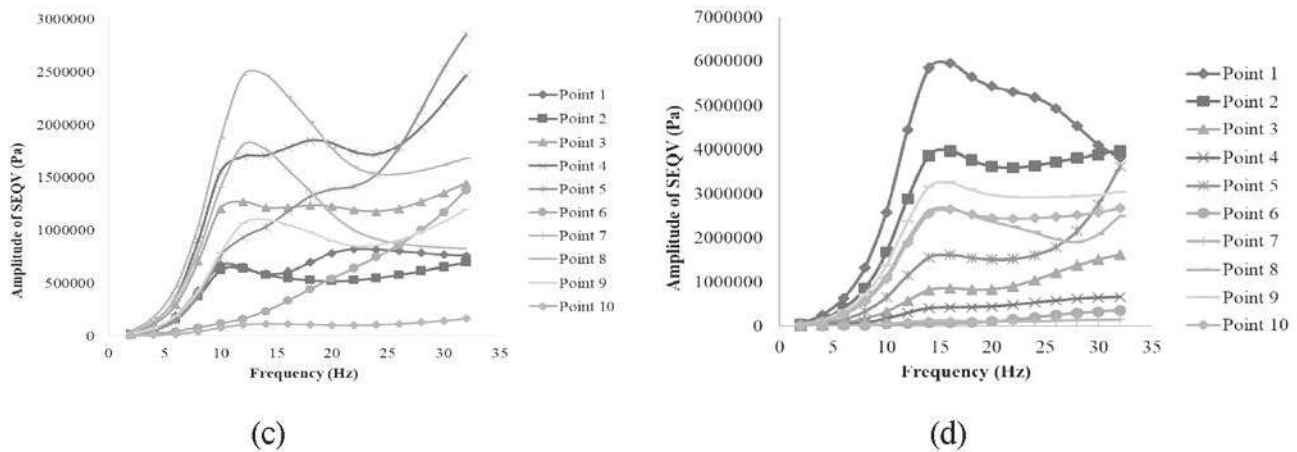 3000000
2500000
2000000
1500000
1000000
500000
0
Amplitude of SEQV (Pa)
0 5 10 15 20 25 30 35
Frequency (Hz)
Point 1
Point 2
Point 3
Point 4
Point 5
Point 6
Point 7
Point 8
Point 9
Point 10
(c)
7000000
6000000
5000000
4000000
3000000
2000000
1000000
0
Amplitude of SEQV (Pa)
0 5 10 15 20 25 30 35
Frequency (Hz)
Point 1
Point 2
Point 3
Point 4
Point 5
Point 6
Point 7
Point 8
Point 9
Point 10
(d)